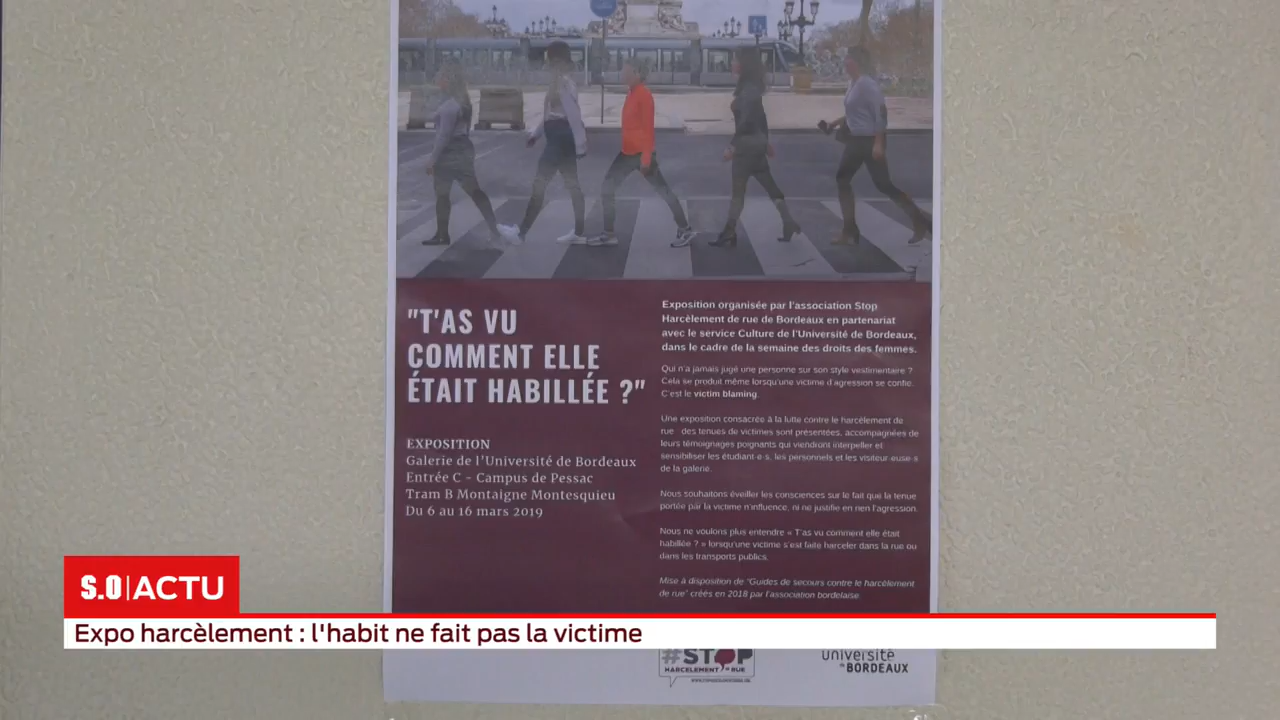 "T'AS VU
COMMENT ELLE
ÉTAIT HABILLÉE ?"
EXPOSITION
Galerie de l'Université de Bordeaux
Entrée C - Campus de Pessac
Tram B Montaigne Montesquieu
Du 6 au 16 mars 2019
Exposition organisée par l'association Stop
Harcèlement de rue de Bordeaux en partenariat
avec le service Culture de l'Université de Bordeaux,
dans le cadre de la semaine des droits des femmes.
Qui n'a jamais jugé une personne sur son style vestimentaire ?
Cela se produit même lorsqu'une victime d'agression se confie.
C'est le victim blaming.
Une exposition consacrée à la lutte contre le harcèlement de
rue des tenues de victimes sont présentées, accompagnées de
leurs témoignages poignants qui viendront interpeller et
sensibiliser les étudiant·e·s, les personnels et les visiteur·euse·s
de la galerie.
Nous souhaitons éveiller les consciences sur le fait que la tenue
portée par la victime n'influence, ni ne justifie en rien l'agression.
Nous ne voulons plus entendre « T'as vu comment elle était
habillée ? » lorsqu'une victime s'est faite harceler dans la rue ou
dans les transports publics.
Mise à disposition de "Guides de secours contre le harcèlement
de rue" créés en 2018 par l'association bordelaise.
S.O|ACTU
Expo harcèlement : l'habit ne fait pas la victime
#STOP
HARCELEMENT DE RUE
université
de BORDEAUX